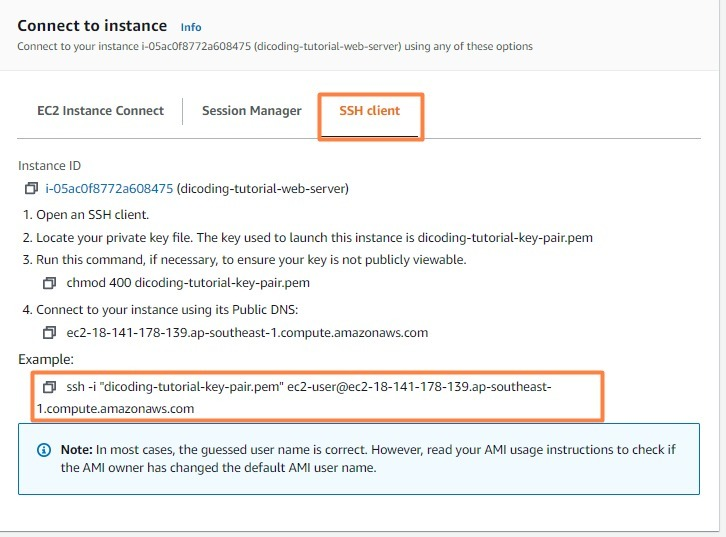 Connect to instance Info
Connect to your instance i-05ac0f8772a608475 (dicoding-tutorial-web-server) using any of these options
EC2 Instance Connect Session Manager SSH client
Instance ID
i-05ac0f8772a608475 (dicoding-tutorial-web-server)
1. Open an SSH client.
2. Locate your private key file. The key used to launch this instance is dicoding-tutorial-key-pair.pem
3. Run this command, if necessary, to ensure your key is not publicly viewable.
chmod 400 dicoding-tutorial-key-pair.pem
4. Connect to your instance using its Public DNS:
ec2-18-141-178-139.ap-southeast-1.compute.amazonaws.com
Example:
ssh -i "dicoding-tutorial-key-pair.pem" ec2-user@ec2-18-141-178-139.ap-southeast-
1.compute.amazonaws.com
Note: In most cases, the guessed user name is correct. However, read your AMI usage instructions to check if
the AMI owner has changed the default AMI user name.